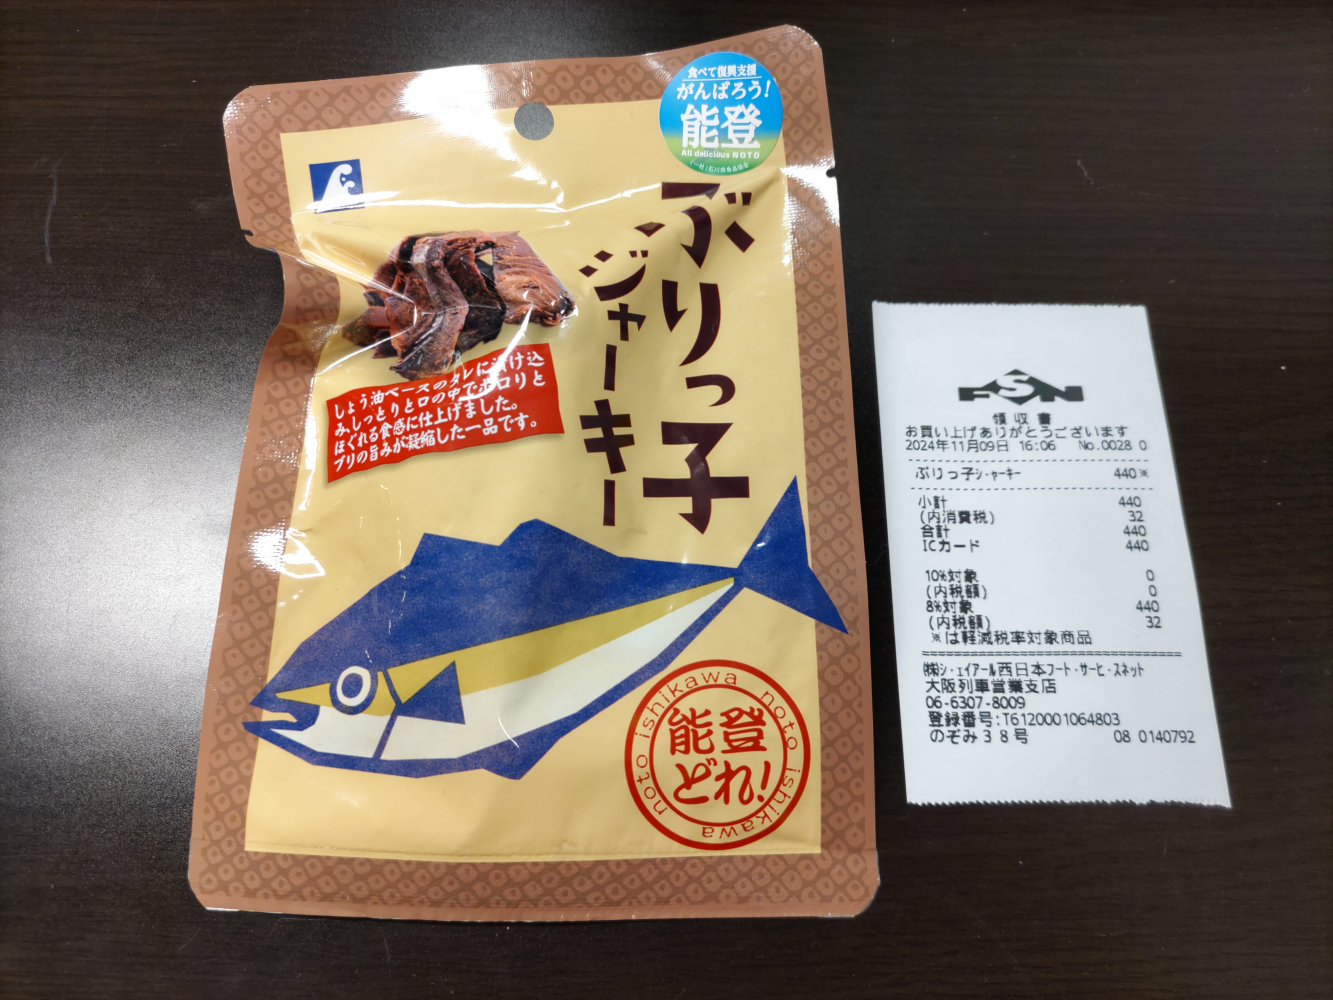 食べて復興支援
がんばろう!
能登
All delicious NOTO
(一社)石川県食品協会
ぶりっ子
ジャーキー
しょう油ベースのタレに漬け込
み、しっとりと口の中でホロリと
ほぐれる食感に仕上げました。
ブリの旨みが凝縮した一品です。
noto ishikawa noto ishikawa
能登
どれ!
FSN
領収書
お買い上げありがとうございます
2024年11月09日 16:06 No.0028 0
ぶりっ子ジャーキー 440※
小計 440
(内消費税) 32
合計 440
ICカード 440
10%対象 0
(内税額) 0
8%対象 440
(内税額) 32
※は軽減税率対象商品
㈱ジェイアール西日本フードサービスネット
大阪列車営業支店
06-6307-8009
登録番号:T6120001064803
のぞみ38号 08 0140792